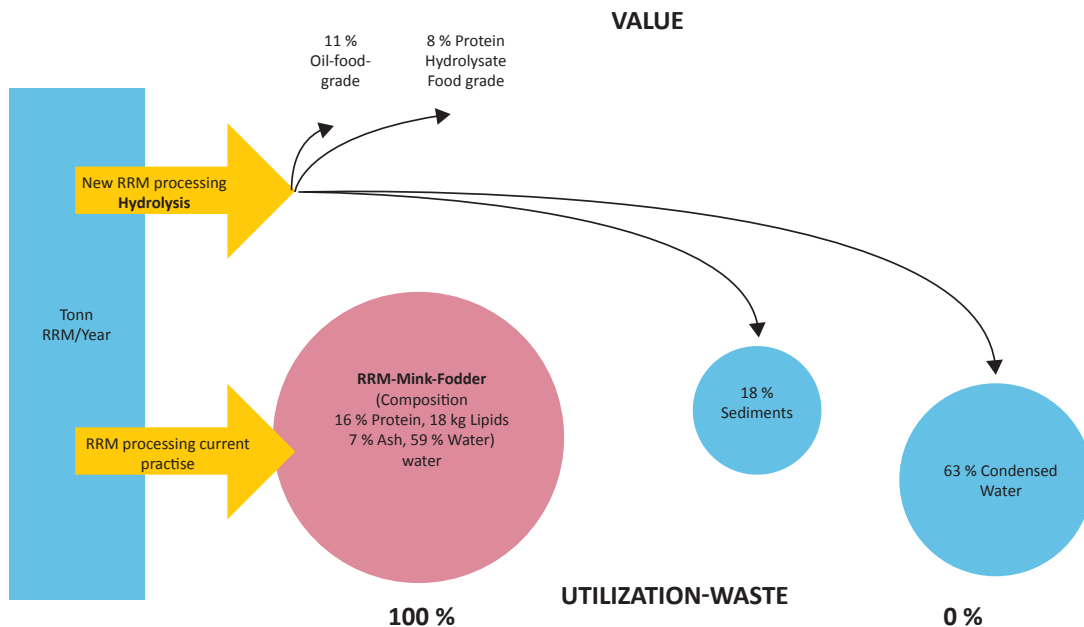 VALUE
11 %
Oil-food-
grade
8 % Protein
Hydrolysate
Food grade
New RRM processing
Hydrolysis
Tonn
RRM/Year
RRM-Mink-Fodder
(Composition
16 % Protein, 18 kg Lipids
7 % Ash, 59 % Water)
water
18 %
Sediments
RRM processing current
practise
63 % Condensed
Water
UTILIZATION-WASTE
100 %
0 %